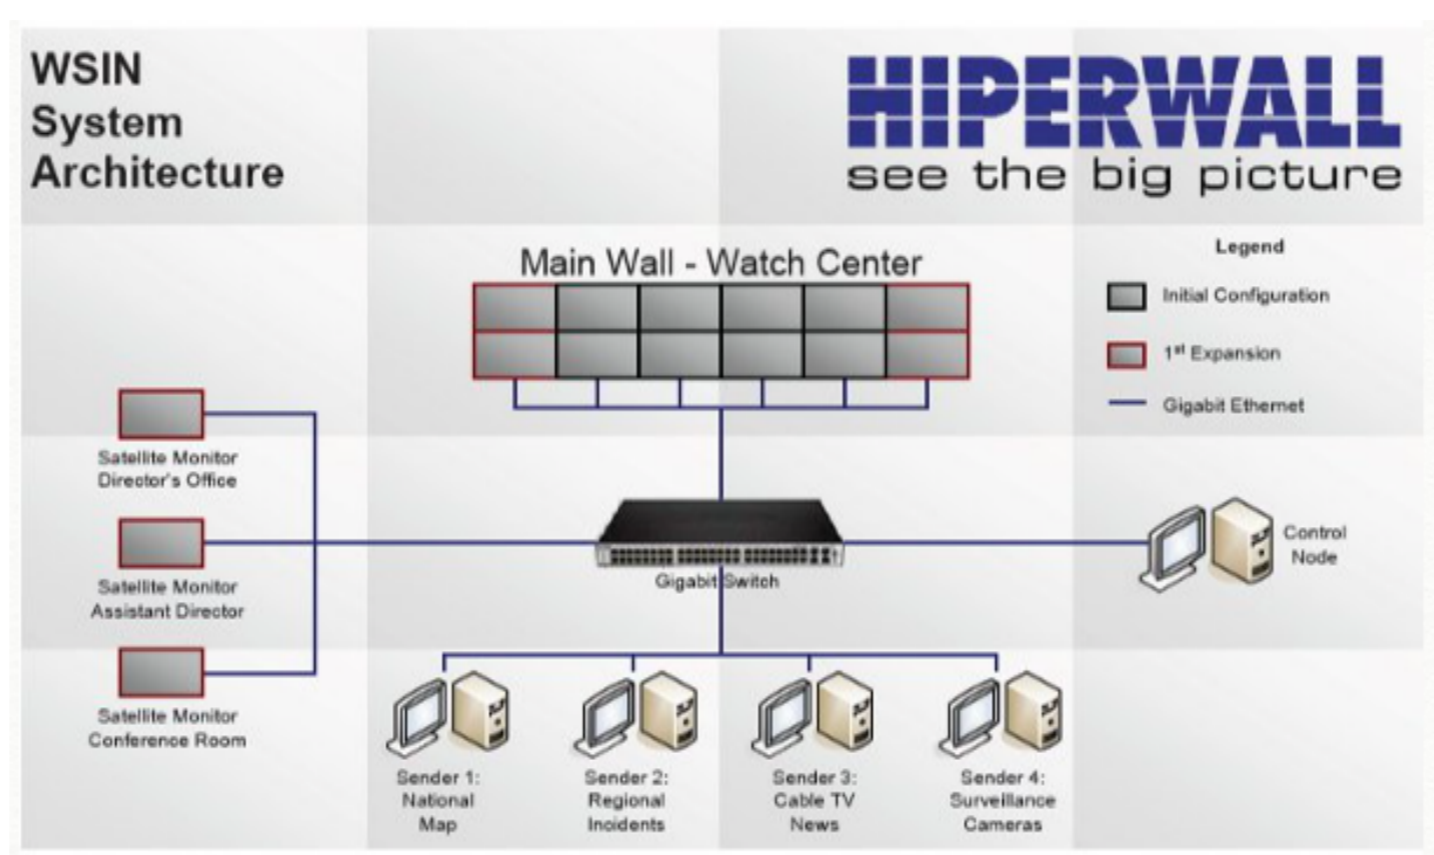 WSIN
System
Architecture
HIPERWALL
see the big picture
Main Wall - Watch Center
Legend
Initial Configuration
1st Expansion
Gigabit Ethernet
Satellite Monitor
Director's Office
Satellite Monitor
Assistant Director
Satellite Monitor
Conference Room
Gigabit Switch
Control
Node
Sender 1:
National
Map
Sender 2:
Regional
Incidents
Sender 3:
Cable TV
News
Sender 4:
Surveillance
Cameras